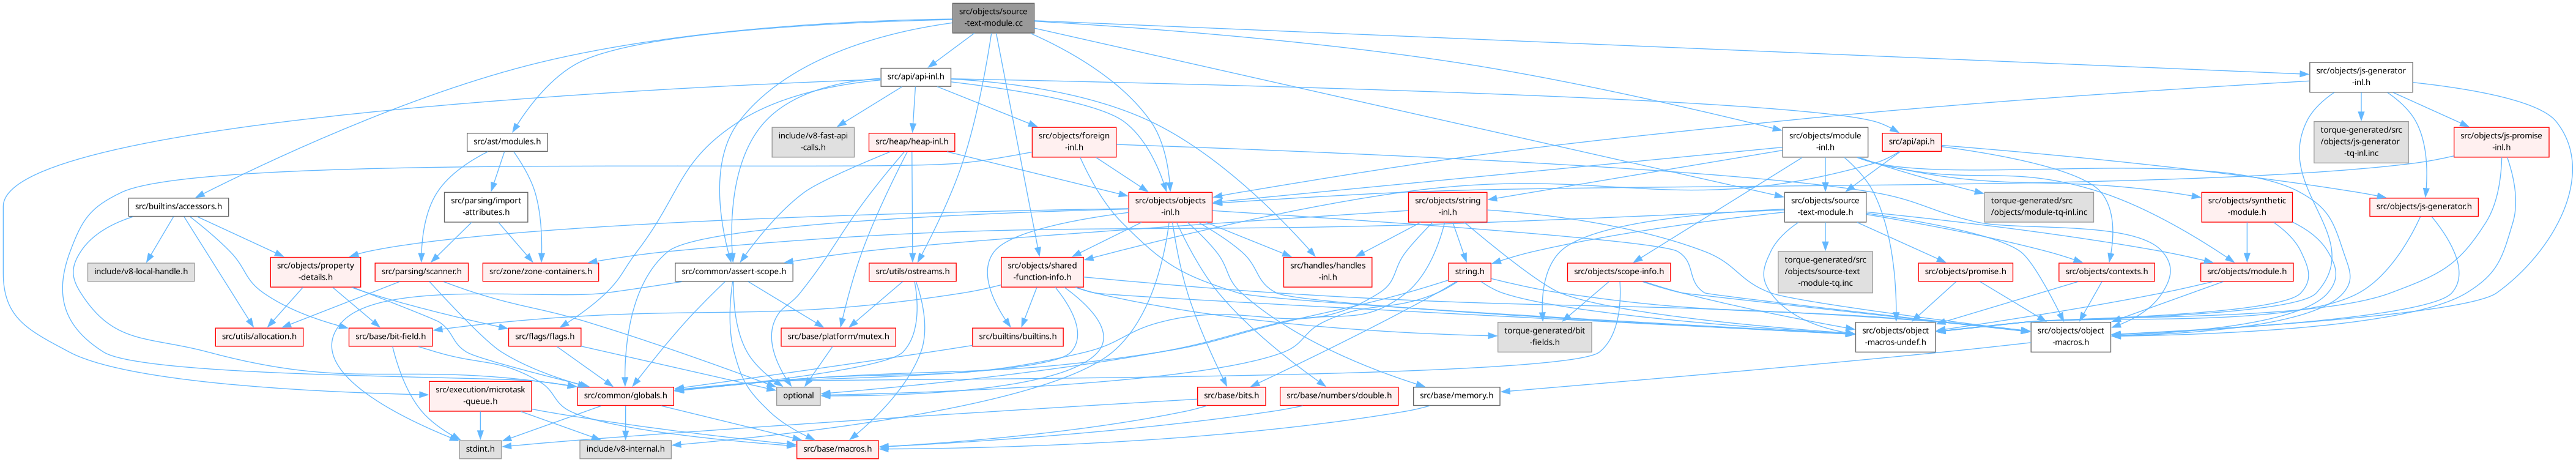 src/objects/source
-text-module.cc
src/api/api-inl.h
src/objects/js-generator
-inl.h
src/ast/modules.h
include/v8-fast-api
-calls.h
src/heap/heap-inl.h
src/objects/foreign
-inl.h
src/objects/module
-inl.h
src/api/api.h
torque-generated/src
/objects/js-generator
-tq-inl.inc
src/objects/js-promise
-inl.h
src/builtins/accessors.h
src/parsing/import
-attributes.h
src/objects/objects
-inl.h
src/objects/string
-inl.h
src/objects/source
-text-module.h
torque-generated/src
/objects/module-tq-inl.inc
src/objects/synthetic
-module.h
src/objects/js-generator.h
include/v8-local-handle.h
src/objects/property
-details.h
src/parsing/scanner.h
src/zone/zone-containers.h
src/common/assert-scope.h
src/utils/ostreams.h
src/objects/shared
-function-info.h
src/handles/handles
-inl.h
string.h
src/objects/scope-info.h
torque-generated/src
/objects/source-text
-module-tq.inc
src/objects/promise.h
src/objects/contexts.h
src/objects/module.h
src/utils/allocation.h
src/base/bit-field.h
src/flags/flags.h
src/base/platform/mutex.h
src/builtins/builtins.h
torque-generated/bit
-fields.h
src/objects/object
-macros-undef.h
src/objects/object
-macros.h
src/execution/microtask
-queue.h
src/common/globals.h
optional
src/base/bits.h
src/base/numbers/double.h
src/base/memory.h
stdint.h
include/v8-internal.h
src/base/macros.h